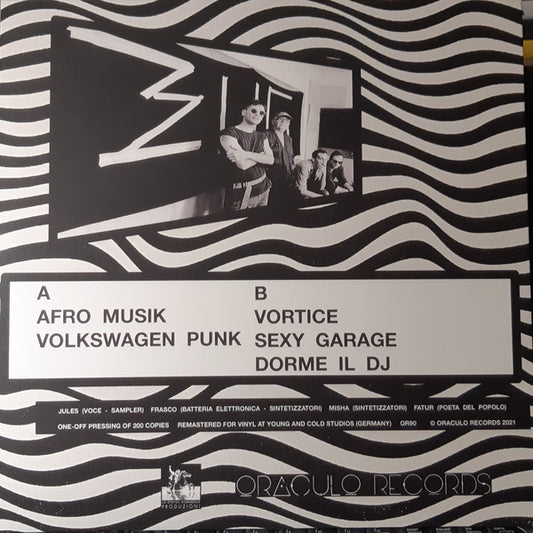 A
AFRO MUSIK
VOLKSWAGEN PUNK
B
VORTICE
SEXY GARAGE
DORME IL DJ
JULES (VOCE - SAMPLER) FRASCO (BATTERIA ELETTRONICA - SINTETIZZATORI) MISHA (SINTETIZZATORI) FATUR (POETA DEL POPOLO)
ONE-OFF PRESSING OF 200 COPIES REMASTERED FOR VINYL AT YOUNG AND COLD STUDIOS (GERMANY) OR90 © ORACULO RECORDS 2021
PRODUZIONI
ORACULO RECORDS